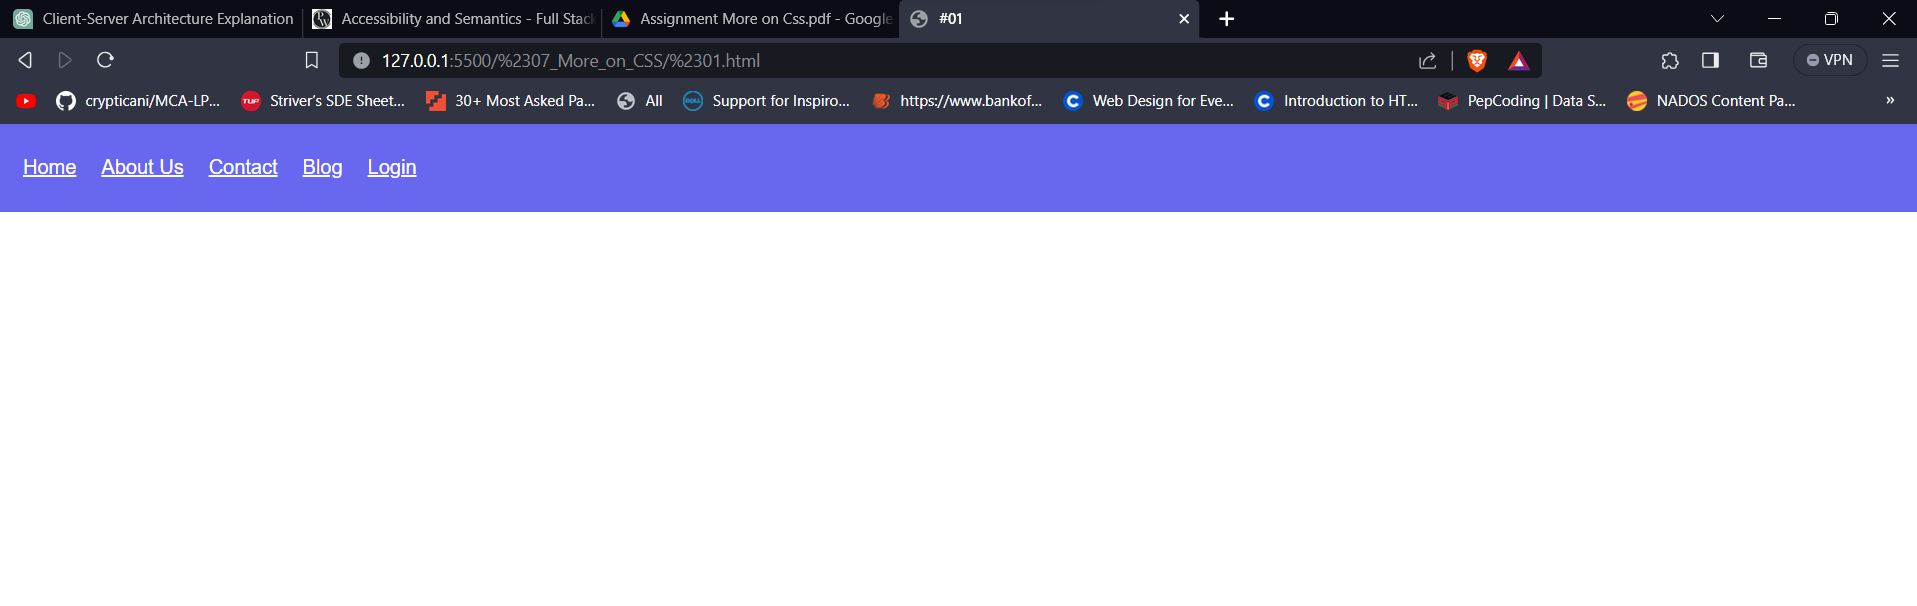 Client-Server Architecture Explanation
Accessibility and Semantics - Full Stack
Assignment More on Css.pdf - Google
#01
127.0.0.1:5500/%2307_More_on_CSS/%2301.html
VPN
crypticani/MCA-LP...
TUF
Striver's SDE Sheet...
30+ Most Asked Pa...
All
DELL
Support for Inspiro...
https://www.bankof...
Web Design for Eve...
Introduction to HT...
PepCoding | Data S...
NADOS Content Pa...
»
Home About Us Contact Blog Login